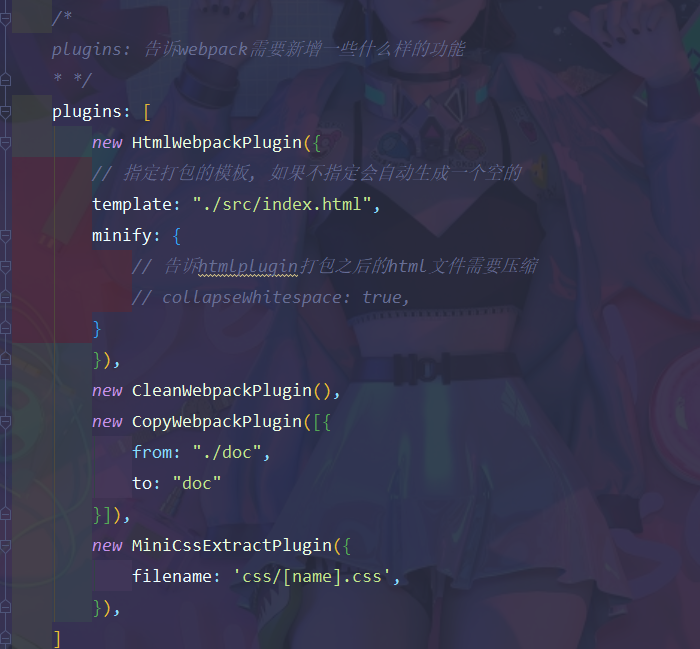 /*
plugins: 告诉webpack需要新增一些什么样的功能
* */
plugins: [
new HtmlWebpackPlugin({
// 指定打包的模板, 如果不指定会自动生成一个空的
template: "./src/index.html",
minify: {
// 告诉htmlplugin打包之后的html文件需要压缩
// collapseWhitespace: true,
}
}),
new CleanWebpackPlugin(),
new CopyWebpackPlugin([{
from: "./doc",
to: "doc"
}]),
new MiniCssExtractPlugin({
filename: 'css/[name].css',
}),
]